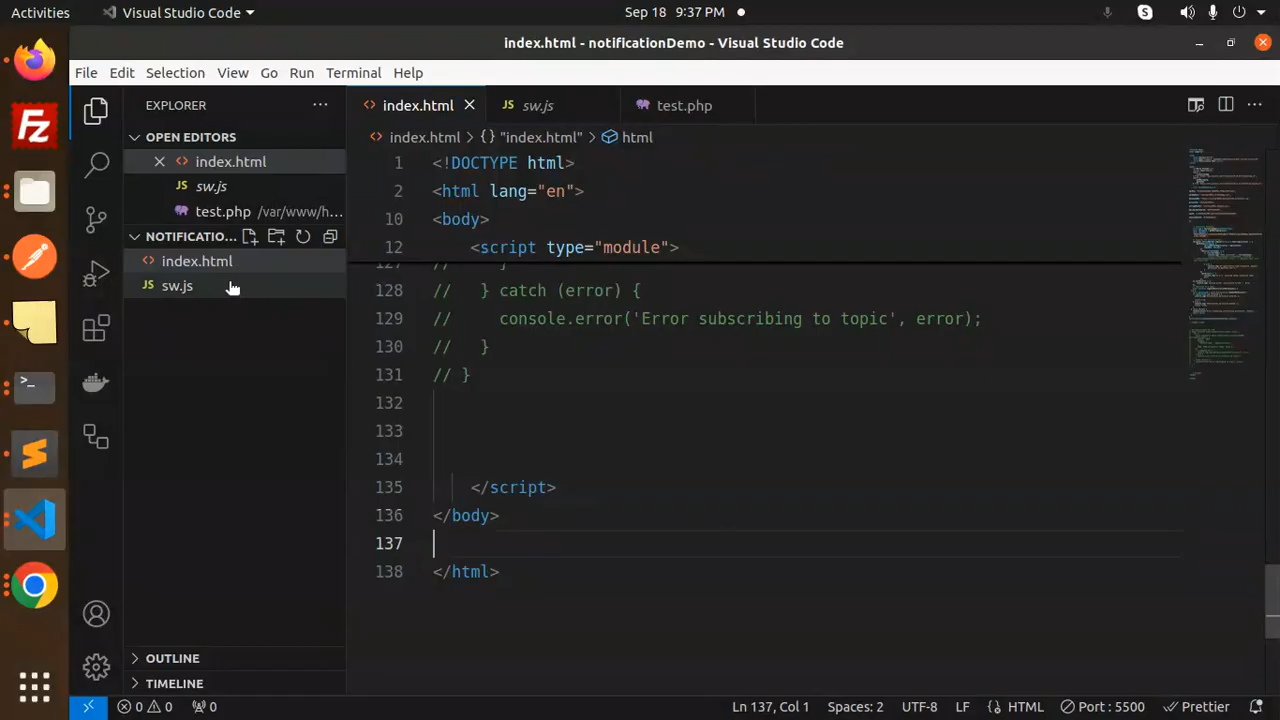 Activities
Visual Studio Code
Sep 18 9:37 PM
index.html - notificationDemo - Visual Studio Code
File Edit Selection View Go Run Terminal Help
EXPLORER
OPEN EDITORS
index.html
sw.js
test.php /var/www/h...
NOTIFICATIO...
index.html
sw.js
OUTLINE
TIMELINE
index.html
sw.js
test.php
index.html {} "index.html" html
1 <!DOCTYPE html>
2 <html lang="en">
10 <body>
12 <script type="module">
128 // } catch (error) {
129 // console.error('Error subscribing to topic', error);
130 // }
131 // }
132
133
134
135 </script>
136 </body>
137
138 </html>
0 0 0
Ln 137, Col 1 Spaces: 2 UTF-8 LF {} HTML Port : 5500 Prettier